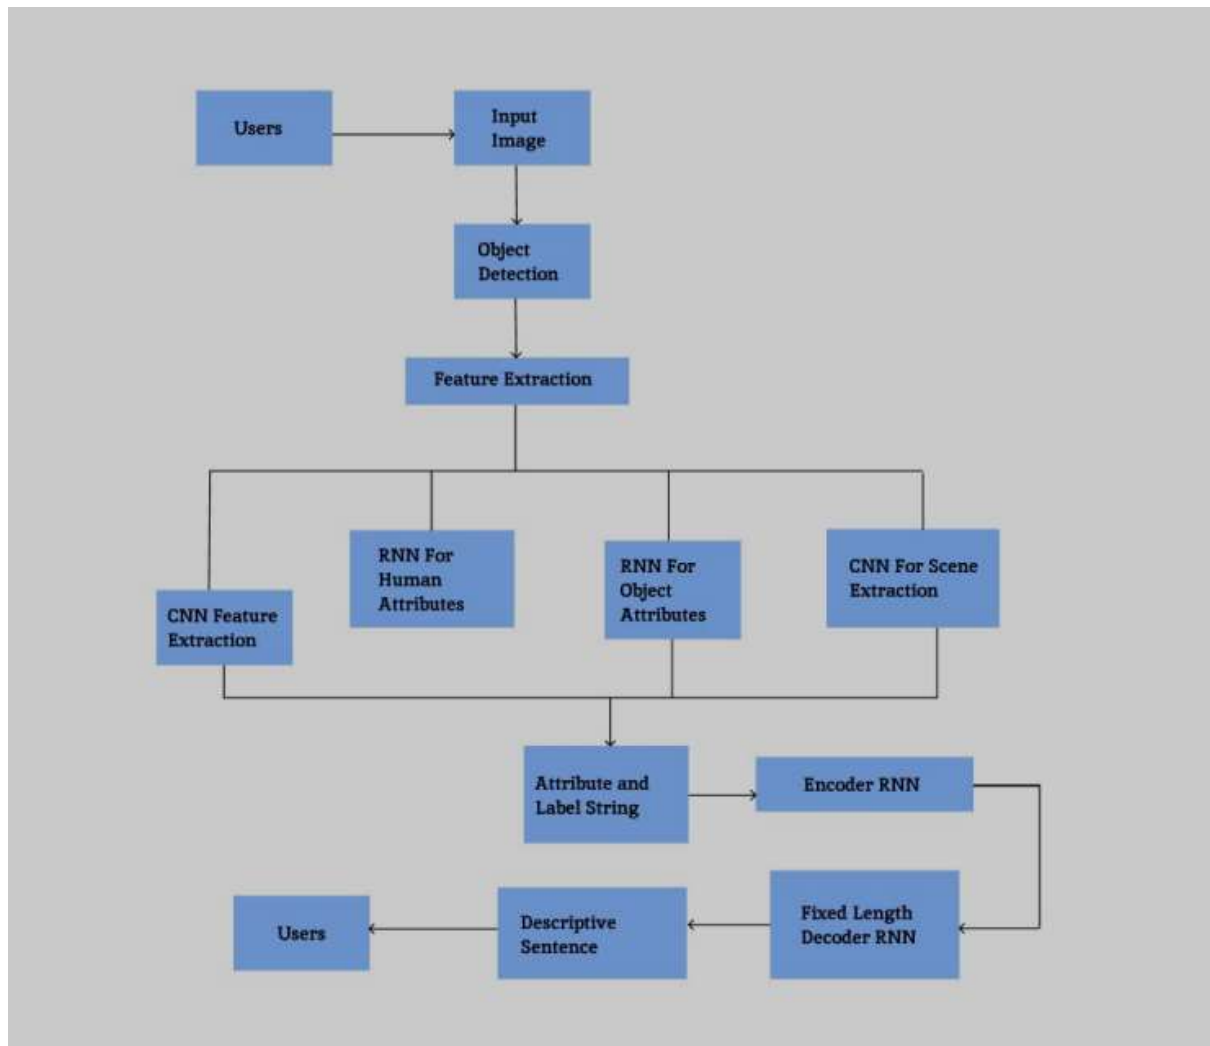 Users
Input
Image
Object
Detection
Feature Extraction
CNN Feature
Extraction
RNN For
Human
Attributes
RNN For
Object
Attributes
CNN For Scene
Extraction
Attribute and
Label String
Encoder RNN
Fixed Length
Decoder RNN
Descriptive
Sentence
Users